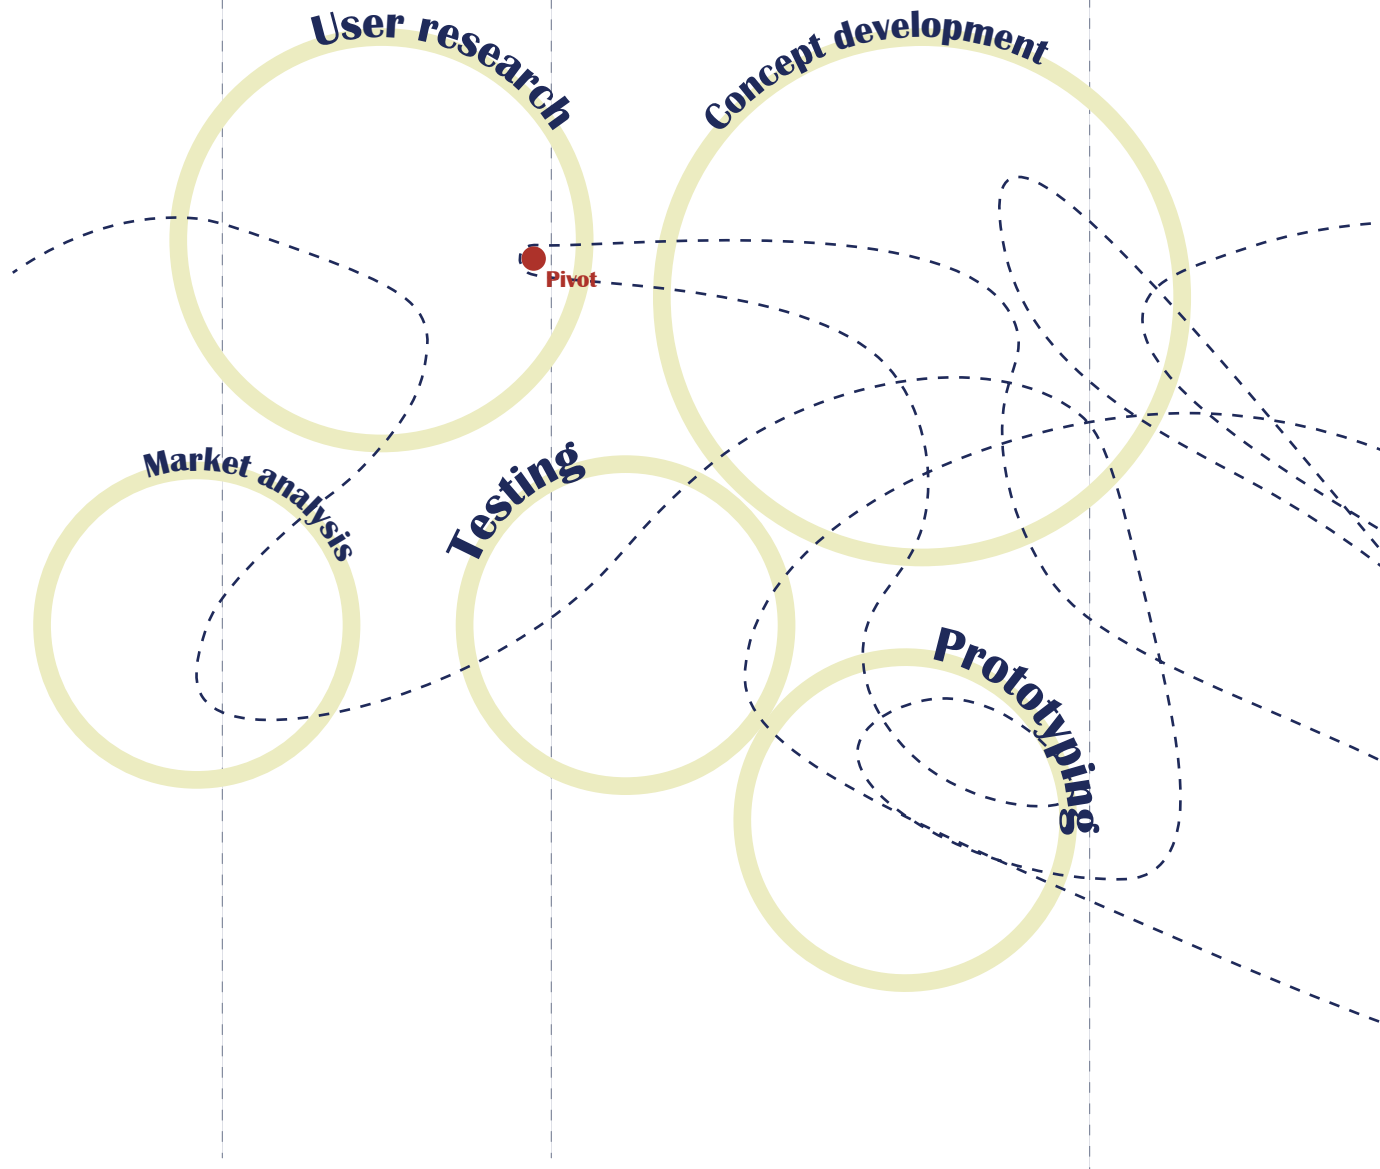 User research
Concept development
Pivot
Market analysis
Testing
Prototyping